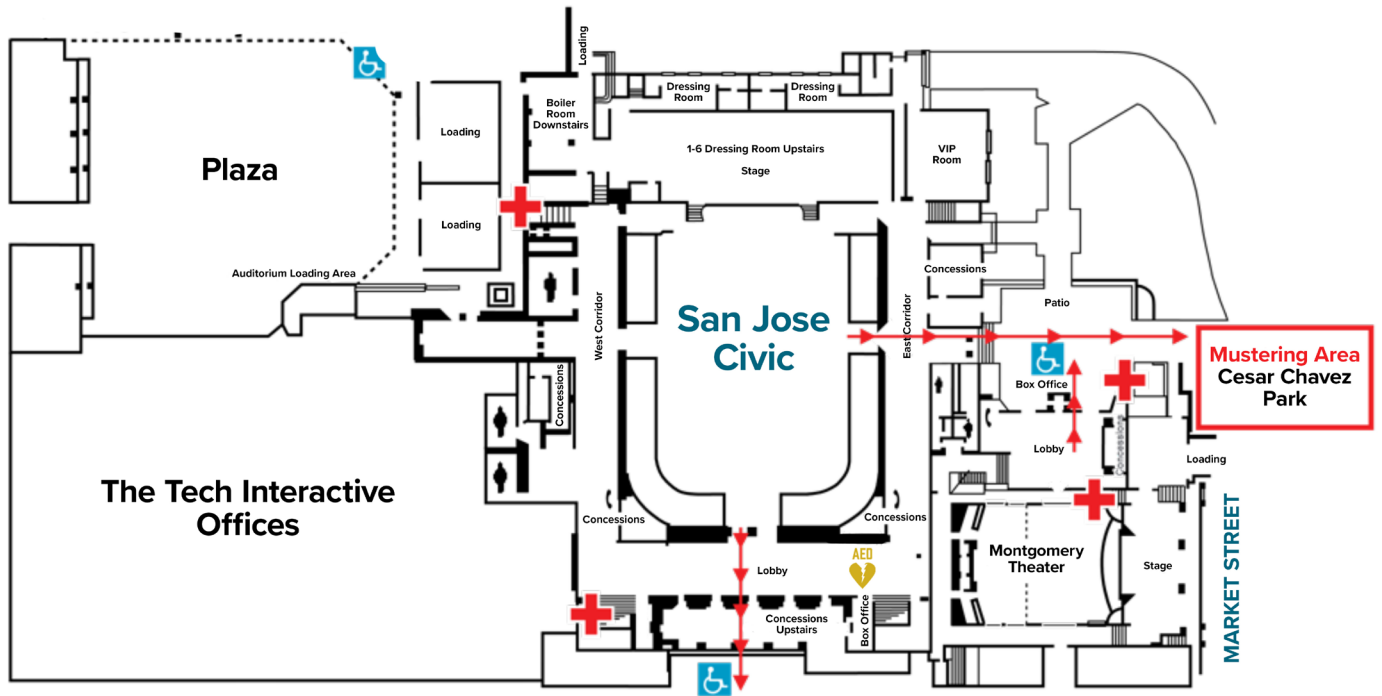 Loading
Dressing
Room
Dressing
Room
Boiler
Room
Downstairs
Loading
1-6 Dressing Room Upstairs
Stage
VIP
Room
Plaza
Loading
Auditorium Loading Area
Concessions
Patio
West Corridor
San Jose
Civic
East Corridor
Mustering Area
Cesar Chavez
Park
Box Office
Concessions
Lobby
Concessions
Loading
The Tech Interactive
Offices
Concessions
Concessions
Montgomery
Theater
Stage
MARKET STREET
AED
Lobby
Box Office
Concessions
Upstairs